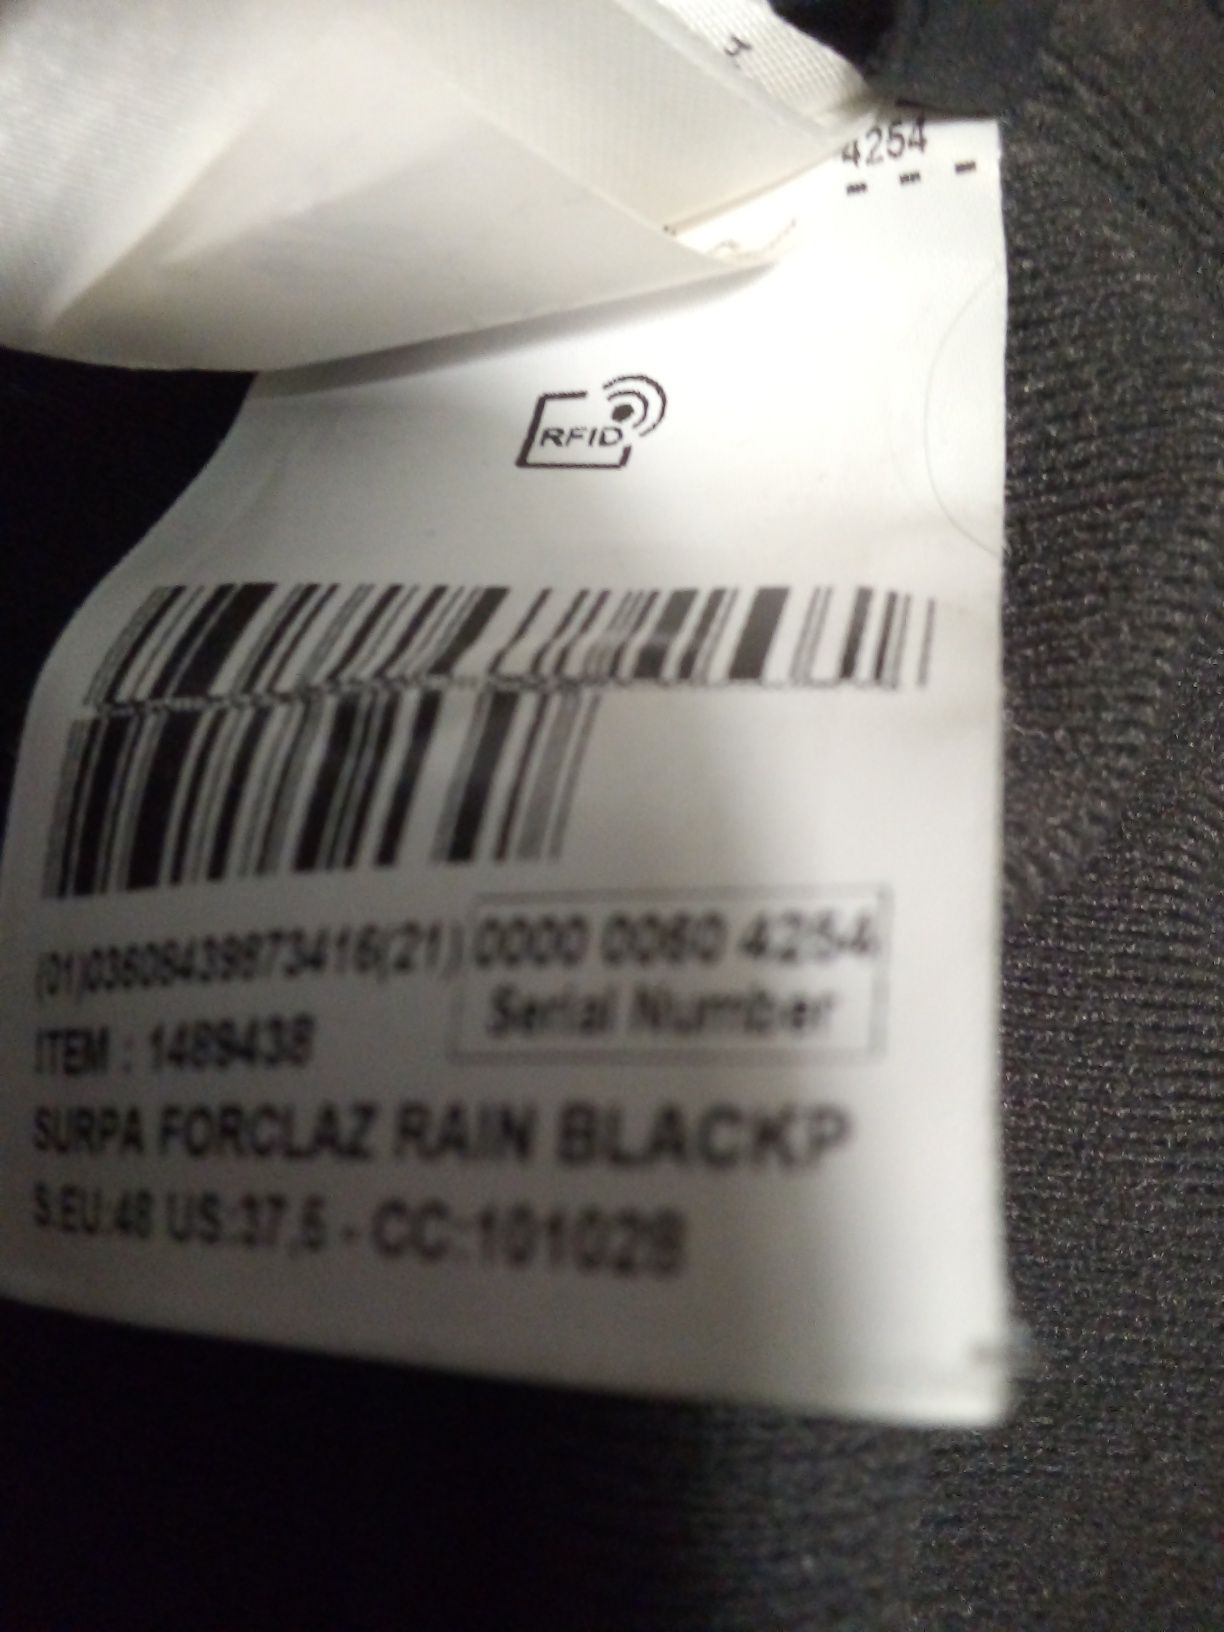 4254
RFID
(01)03608439873416(21) 0000 0060 4254
Serial Number
ITEM : 1489438
SURPA FORCLAZ RAIN BLACKP
S.EU:48 US:37,5 - CC:101028